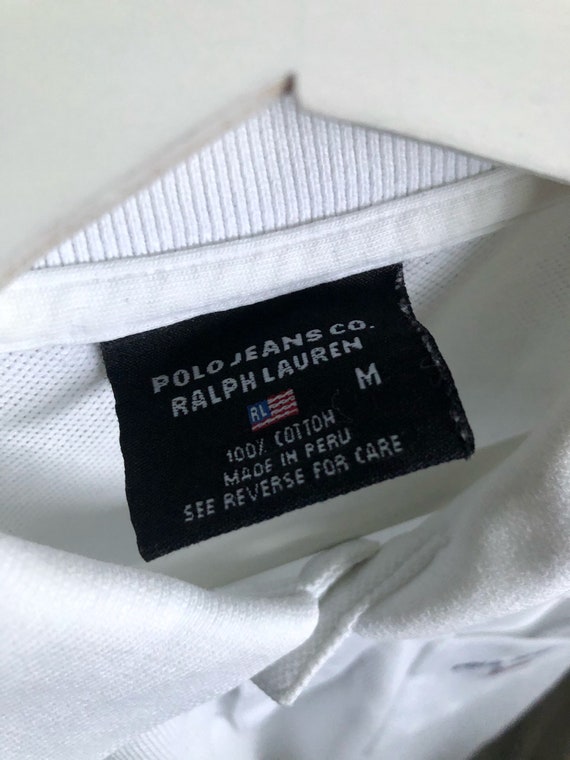 POLO JEANS CO.
RALPH LAUREN M
RL
100% COTTON
MADE IN PERU
SEE REVERSE FOR CARE